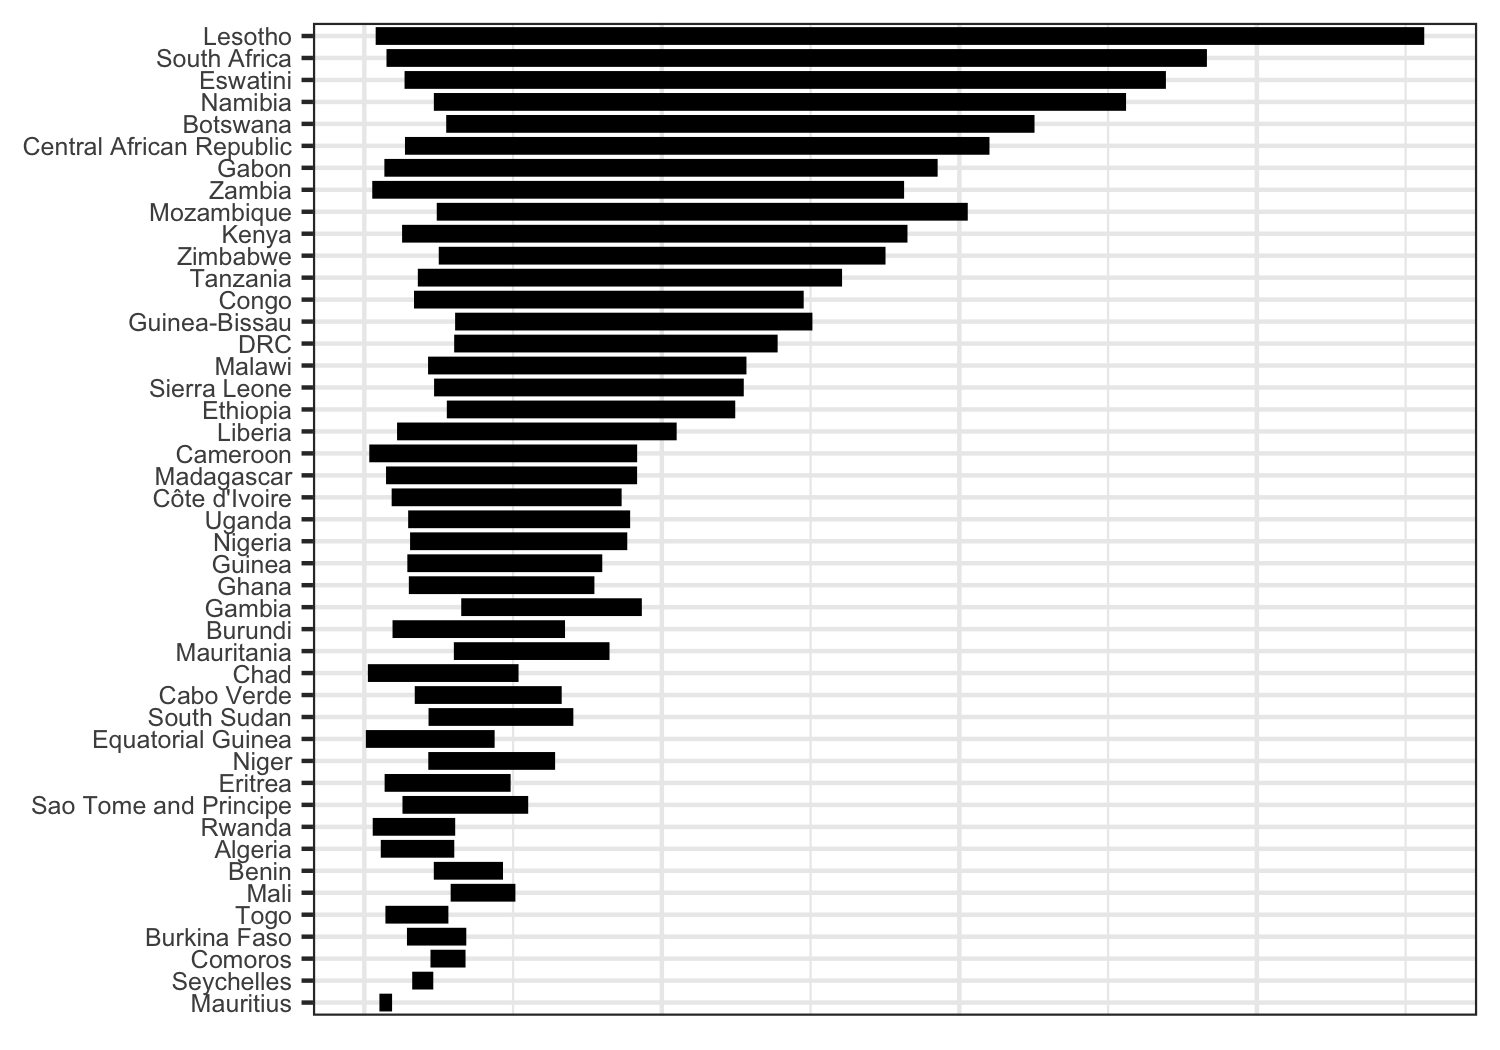 Lesotho
South Africa
Eswatini
Namibia
Botswana
Central African Republic
Gabon
Zambia
Mozambique
Kenya
Zimbabwe
Tanzania
Congo
Guinea-Bissau
DRC
Malawi
Sierra Leone
Ethiopia
Liberia
Cameroon
Madagascar
Côte d'Ivoire
Uganda
Nigeria
Guinea
Ghana
Gambia
Burundi
Mauritania
Chad
Cabo Verde
South Sudan
Equatorial Guinea
Niger
Eritrea
Sao Tome and Principe
Rwanda
Algeria
Benin
Mali
Togo
Burkina Faso
Comoros
Seychelles
Mauritius